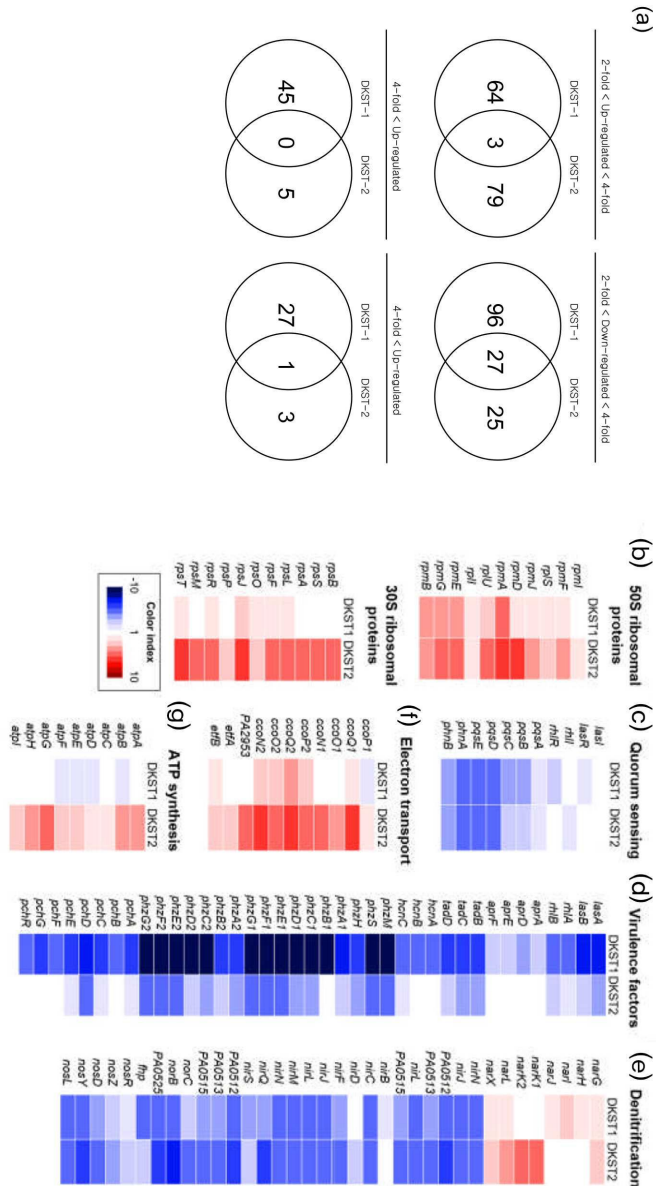 (a)
2-fold < Up-regulated < 4-fold
DKST-1 DKST-2
64 3 79
2-fold < Down-regulated < 4-fold
DKST-1 DKST-2
96 27 25
4-fold < Up-regulated
DKST-1 DKST-2
45 0 5
4-fold < Up-regulated
DKST-1 DKST-2
27 1 3
(b)
50S ribosomal
proteins
DKST1 DKST2
rpmI
rpmF
rplS
rpmJ
rpmD
rpmA
rplU
rplI
rpmE
rpmG
rpmB
30S ribosomal
proteins
DKST1 DKST2
rpsB
rpsS
rpsA
rpsL
rpsF
rpsO
rpsJ
rpsP
rpsR
rpsM
rpsT
Color index
-10 1 1 10
(c) Quorum sensing
DKST1 DKST2
lasI
lasR
rhlI
rhlR
pqsA
pqsB
pqsC
pqsD
pqsE
phnA
phnB
(f) Electron transport
DKST1 DKST2
ccoP1
ccoQ1
ccoO1
ccoN1
ccoP2
ccoQ2
ccoO2
ccoN2
PA2953
etfA
etfB
(g) ATP synthesis
DKST1 DKST2
atpA
atpB
atpC
atpD
atpE
atpF
atpG
atpH
atpI
(d) Virulence factors
DKST1 DKST2
lasA
lasB
rhlA
rhlB
aprA
aprD
aprE
aprF
tadB
tadC
tadD
hcnA
hcnB
hcnC
phzM
phzS
phzH
phzA1
phzB1
phzC1
phzD1
phzE1
phzF1
phzG1
phzA2
phzB2
phzC2
phzD2
phzE2
phzF2
phzG2
pchA
pchB
pchC
pchD
pchE
pchF
pchG
pchR
(e) Denitrification
DKST1 DKST2
narG
narH
narI
narJ
narK1
narK2
narL
narX
nirN
nirJ
PA0512
PA0513
nirL
PA0515
nirB
nirC
nirD
nirF
nirJ
nirL
nirM
nirN
nirQ
nirS
PA0512
PA0513
PA0515
norC
norB
PA0525
fhp
nosR
nosZ
nosD
nosY
nosL